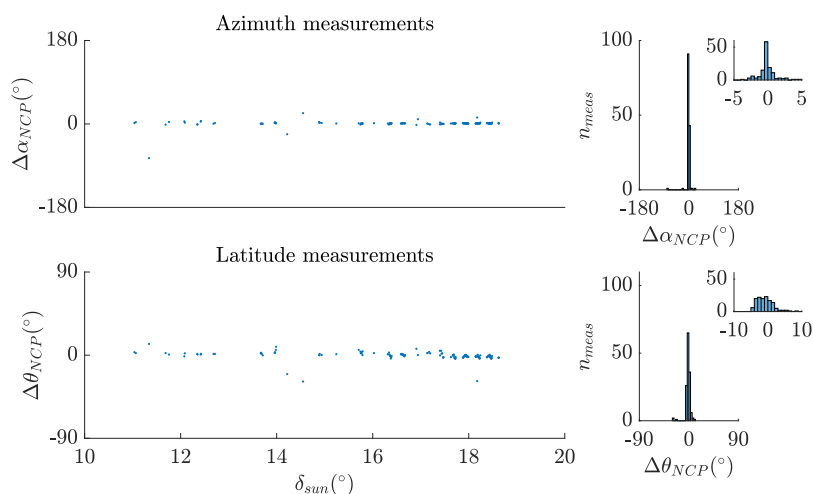 Azimuth measurements
180
0
-180
Δα_NCP(°)
100
50
0
-180 0 180
n_meas
Δα_NCP(°)
50
0
-5 0 5
Latitude measurements
90
0
-90
10 12 14 16 18 20
Δθ_NCP(°)
δ_sun(°)
100
50
0
-90 0 90
n_meas
Δθ_NCP(°)
50
0
-10 0 10